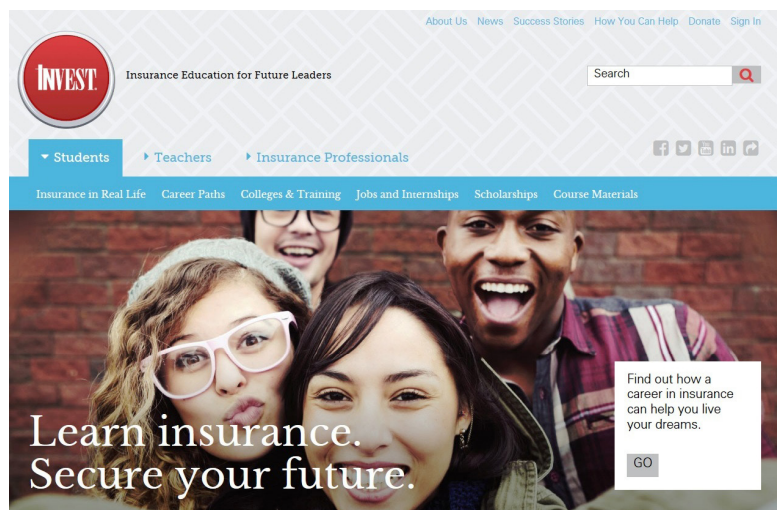 About Us News Success Stories How You Can Help Donate Sign In
INVEST
Insurance Education for Future Leaders
Search
Students Teachers Insurance Professionals
Insurance in Real Life Career Paths Colleges & Training Jobs and Internships Scholarships Course Materials
Find out how a
career in insurance
can help you live
your dreams.
GO
Learn insurance.
Secure your future.